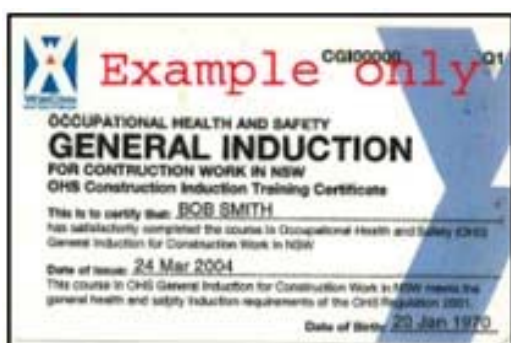 CGI00000 Q1
Example only
OCCUPATIONAL HEALTH AND SAFETY
GENERAL INDUCTION
FOR CONTRUCTION WORK IN NSW
OHS Construction Induction Training Certificate
This is to certify that: BOB SMITH
has satisfactorily completed the course in Occupational Health and Safety (OHS)
General Induction for Construction Work in NSW
Date of issue: 24 Mar 2004
This course in OHS General Induction for Construction Work in NSW meets the
general health and safety induction requirements of the OHS Regulation 2001.
Date of Birth: 20 Jan 1970